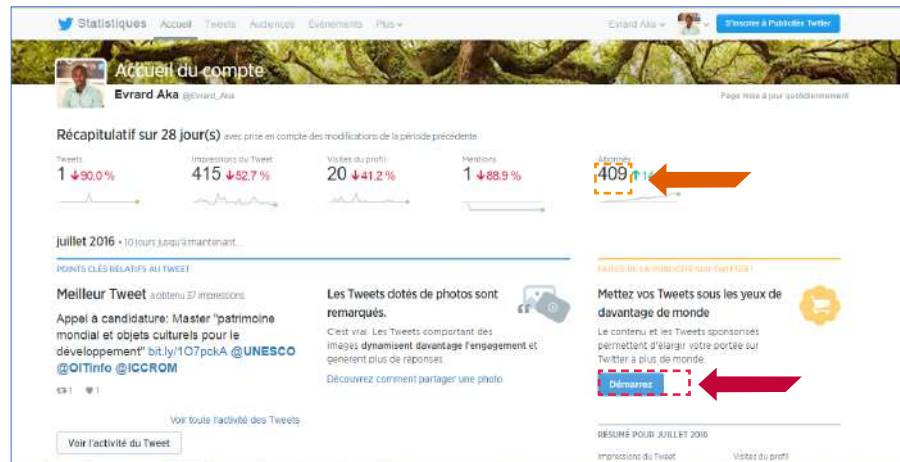 Statistiques Accueil Tweets Audiences Événements Plus
Evrard Aka
S'inscrire à Publicités Twitter
Accueil du compte
Evrard Aka @Evrard_Aka
Page mise à jour quotidiennement
Récapitulatif sur 28 jour(s) avec prise en compte des modifications de la période précédente
Tweets
1 90,0 %
Impressions du Tweet
415 52,7 %
Visites du profil
20 41,2 %
Mentions
1 88,9 %
Abonnés
409
juillet 2016 • 10 jours jusqu'à maintenant...
POINTS CLÉS RELATIFS AU TWEET
Meilleur Tweet a obtenu 37 impressions
Appel à candidature: Master "patrimoine
mondial et objets culturels pour le
développement" bit.ly/1O7pckA @UNESCO
@OITinfo @ICCROM
1 1
Voir toute l'activité des Tweets
Voir l'activité du Tweet
Les Tweets dotés de photos sont
remarqués.
C'est vrai. Les Tweets comportant des
images dynamisent davantage l'engagement et
génèrent plus de réponses.
Découvrez comment partager une photo
FAITES DE LA PUBLICITÉ SUR TWITTER !
Mettez vos Tweets sous les yeux de
davantage de monde
Le contenu et les Tweets sponsorisés
permettent d'élargir votre portée sur
Twitter à plus de monde.
Démarrez
RÉSUMÉ POUR JUILLET 2016
Impressions du Tweet Visites du profil